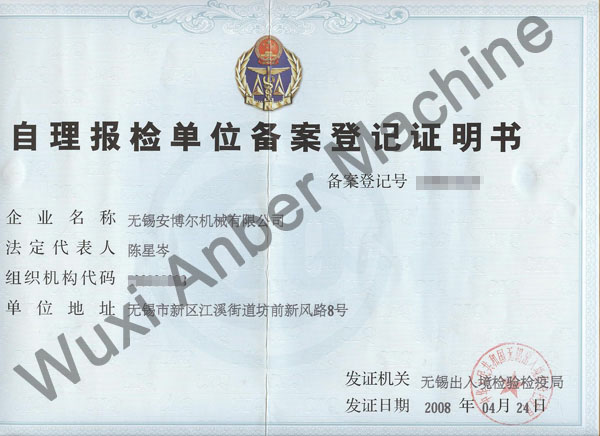 自理报检单位备案登记证明书
备案登记号
企业名称 无锡安博尔机械有限公司
法定代表人 陈星岑
组织机构代码
单位地址 无锡市新区江溪街道坊前新风路8号
发证机关 无锡出入境检验检疫局
发证日期 2008 年 04月 24日
Wuxi Anber Machine